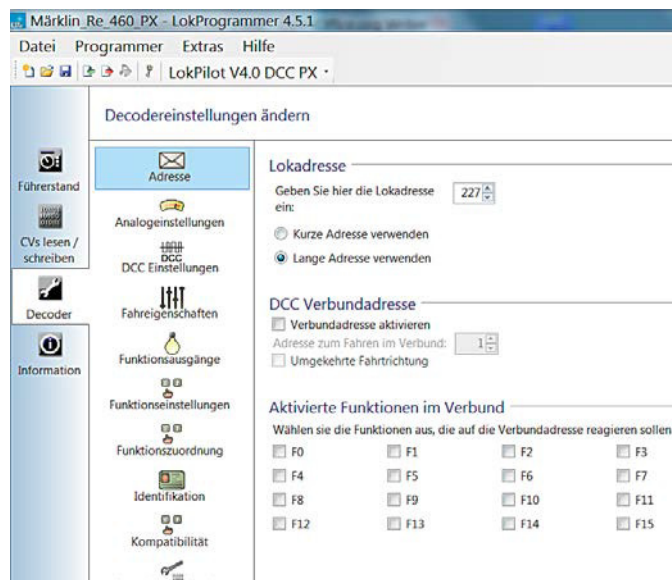 Märklin_Re_460_PX - LokProgrammer 4.5.1
Datei Programmer Extras Hilfe
LokPilot V4.0 DCC PX
Decodereinstellungen ändern
Führerstand
CVs lesen /
schreiben
Decoder
Information
Adresse
Analogeinstellungen
DCC
DCC Einstellungen
Fahreigenschaften
Funktionsausgänge
Funktionseinstellungen
Funktionszuordnung
Identifikation
Kompatibilität
Lokadresse
Geben Sie hier die Lokadresse 227
ein:
Kurze Adresse verwenden
Lange Adresse verwenden
DCC Verbundadresse
Verbundadresse aktivieren
Adresse zum Fahren im Verbund: 1
Umgekehrte Fahrtrichtung
Aktivierte Funktionen im Verbund
Wählen sie die Funktionen aus, die auf die Verbundadresse reagieren sollen
F0 F1 F2 F3
F4 F5 F6 F7
F8 F9 F10 F11
F12 F13 F14 F15